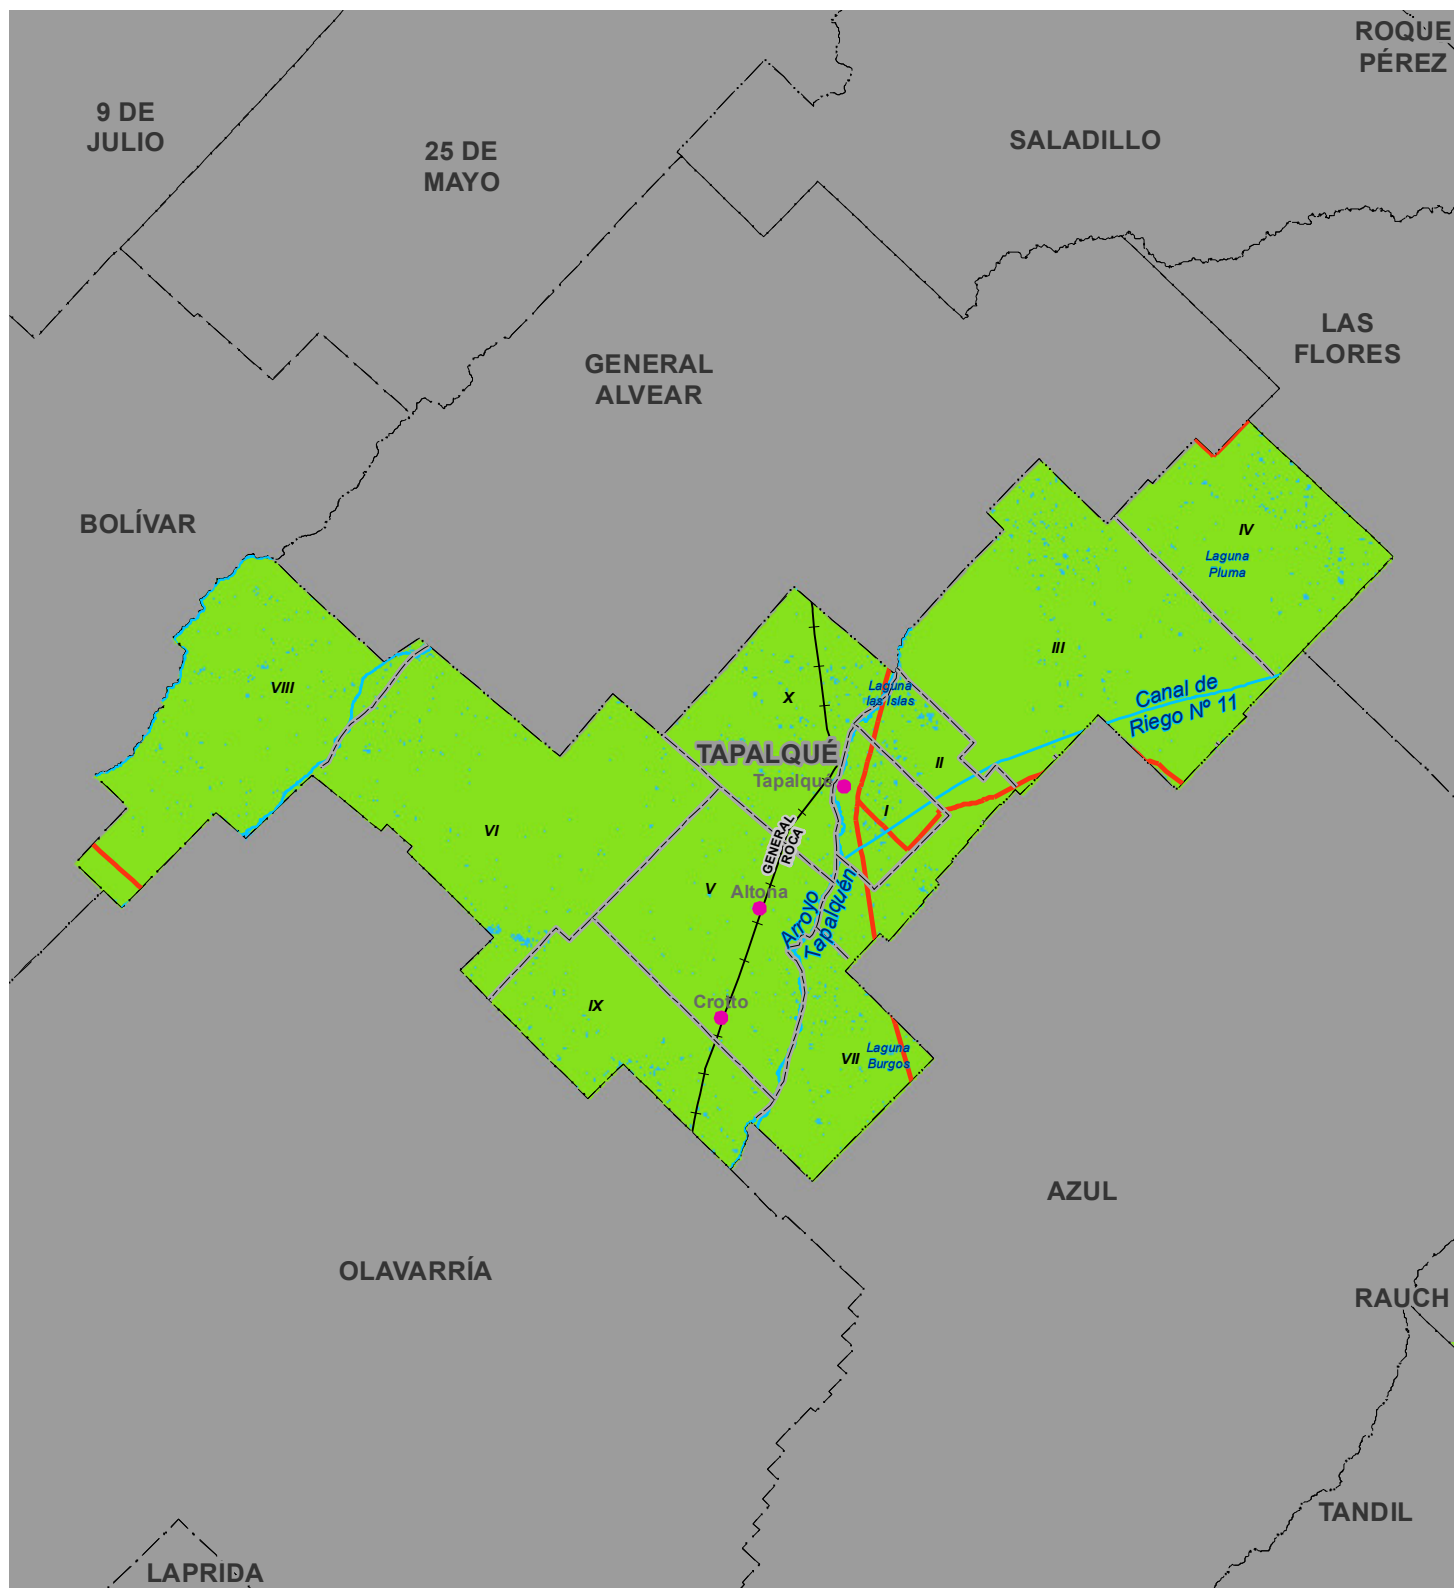 ROQUE
PÉREZ
9 DE
JULIO
25 DE
MAYO
SALADILLO
LAS
FLORES
GENERAL
ALVEAR
BOLÍVAR
IV
Laguna
Pluma
III
VIII
Laguna
las Islas
X
Canal de
Riego Nº 11
TAPALQUÉ
Tapalqué
II
I
VI
GENERAL
ROCA
V
Altona
Arroyo
Tapalquén
Crotto
IX
VII
Laguna
Burgos
AZUL
OLAVARRÍA
RAUCH
TANDIL
LAPRIDA